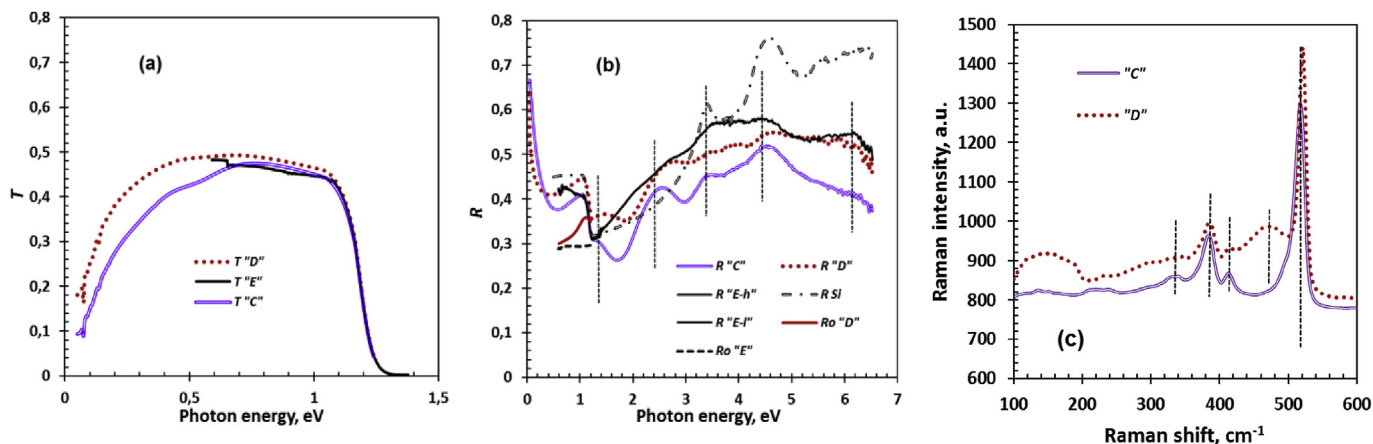 (a)
T
0,8
0,7
0,6
0,5
0,4
0,3
0,2
0,1
0
0
0,5
1
1,5
Photon energy, eV
T "D"
T "E"
T "C"
(b)
R
0,8
0,7
0,6
0,5
0,4
0,3
0,2
0,1
0
0 1 2 3 4 5 6 7
Photon energy, eV
R "C"
R "D"
R "E-h"
R Si
R "E-l"
Ro "D"
Ro "E"
Raman intensity, a.u.
1500
1400
1300
1200
1100
1000
900
800
700
600
100 200 300 400 500 600
Raman shift, cm-1
"C"
"D"
(c)